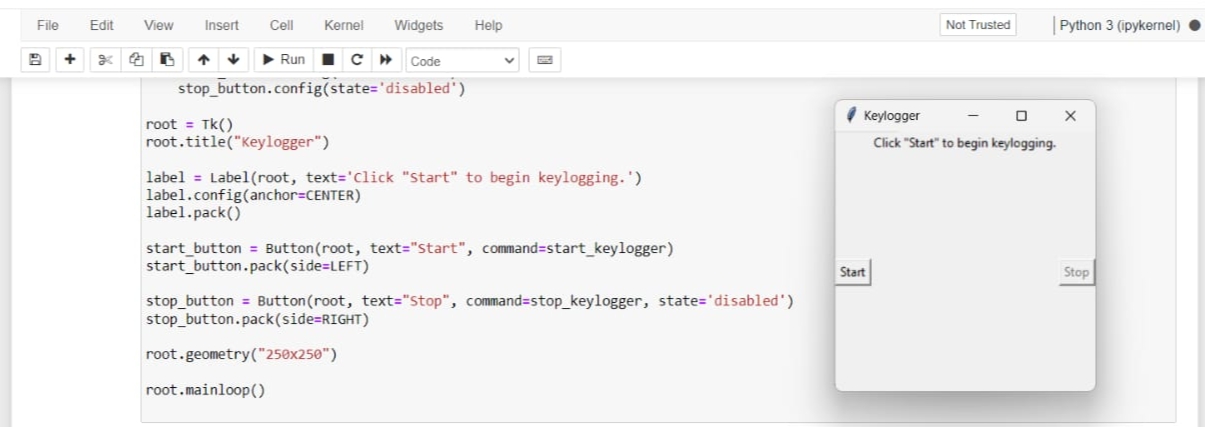 File Edit View Insert Cell Kernel Widgets Help Not Trusted Python 3 (ipykernel)
Run Code
stop_button.config(state='disabled')
root = Tk()
root.title("Keylogger")
label = Label(root, text='Click "Start" to begin keylogging.')
label.config(anchor=CENTER)
label.pack()
start_button = Button(root, text="Start", command=start_keylogger)
start_button.pack(side=LEFT)
stop_button = Button(root, text="Stop", command=stop_keylogger, state='disabled')
stop_button.pack(side=RIGHT)
root.geometry("250x250")
root.mainloop()
Keylogger
Click "Start" to begin keylogging.
Start Stop